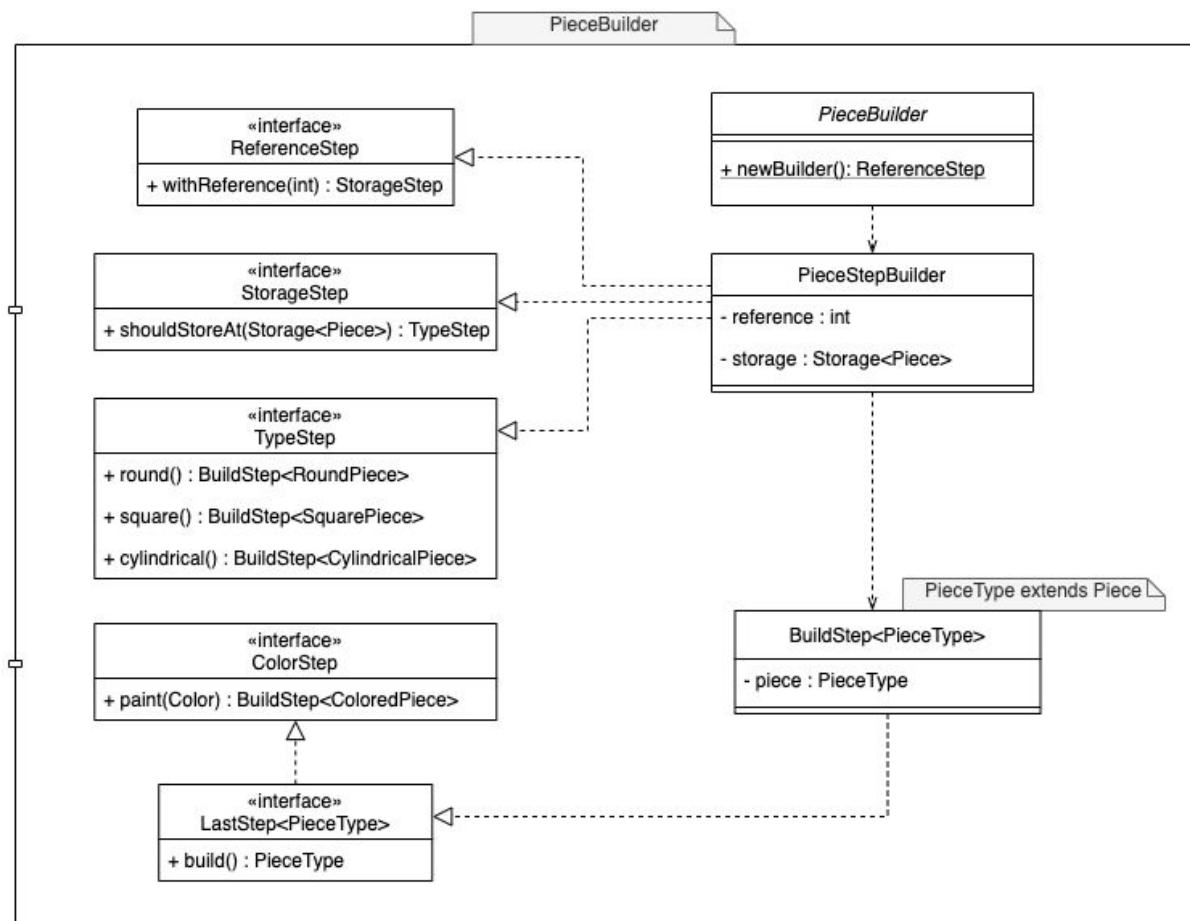 PieceBuilder
«interface»
ReferenceStep
+ withReference(int) : StorageStep
PieceBuilder
+ newBuilder(): ReferenceStep
«interface»
StorageStep
+ shouldStoreAt(Storage<Piece>) : TypeStep
PieceStepBuilder
- reference : int
- storage : Storage<Piece>
«interface»
TypeStep
+ round() : BuildStep<RoundPiece>
+ square() : BuildStep<SquarePiece>
+ cylindrical() : BuildStep<CylindricalPiece>
PieceType extends Piece
BuildStep<PieceType>
- piece : PieceType
«interface»
ColorStep
+ paint(Color) : BuildStep<ColoredPiece>
«interface»
LastStep<PieceType>
+ build() : PieceType